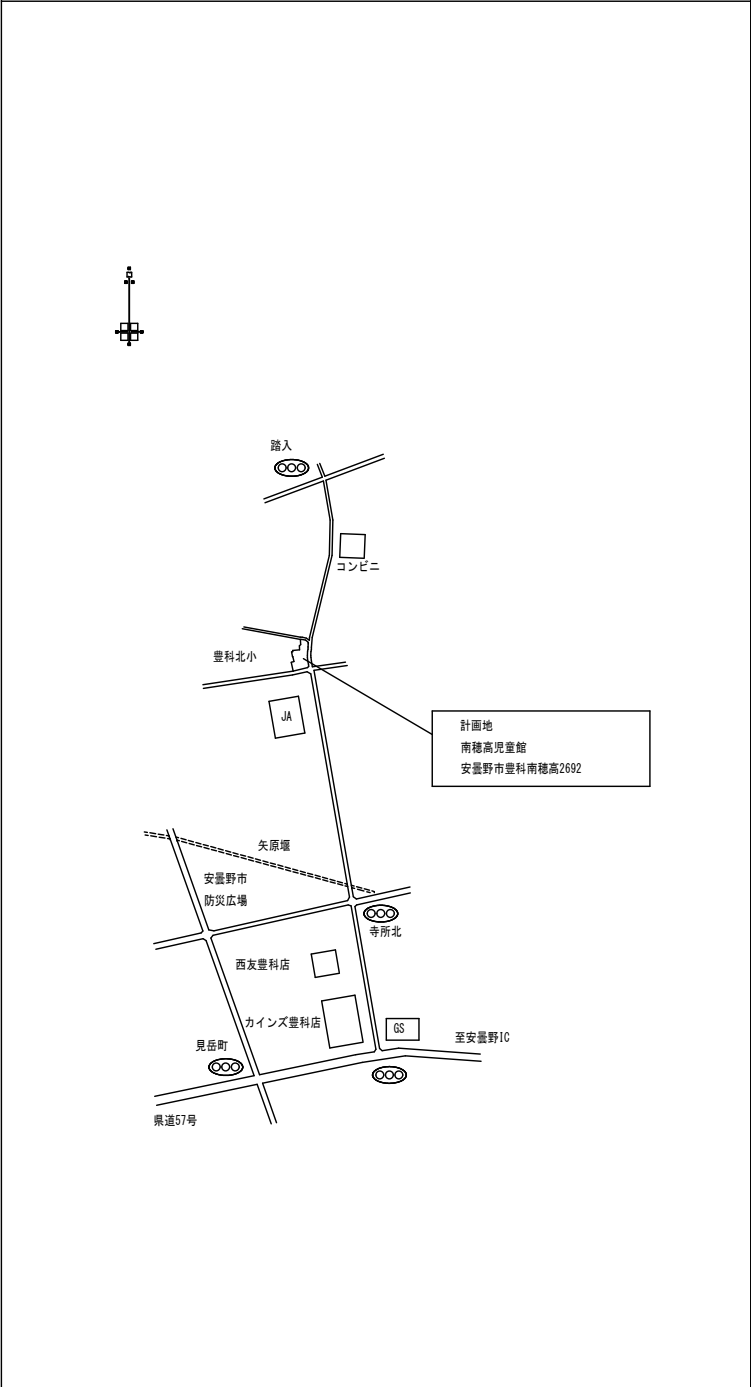 踏入
コンビニ
豊科北小
JA
計画地
南穂高児童館
安曇野市豊科南穂高2692
矢原堰
安曇野市
防災広場
寺所北
西友豊科店
カインズ豊科店
GS
至安曇野IC
見岳町
県道57号